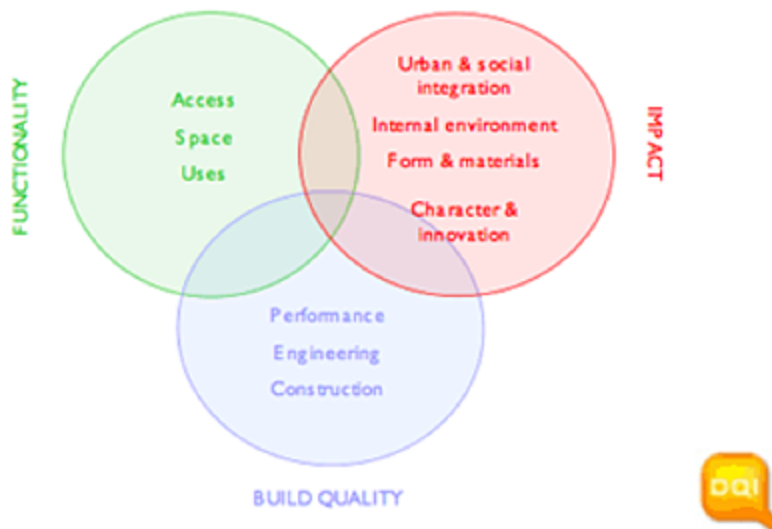 FUNCTIONALITY
Access
Space
Uses
Urban & social
integration
Internal environment
Form & materials
Character &
innovation
IMPACT
Performance
Engineering
Construction
BUILD QUALITY
DQI